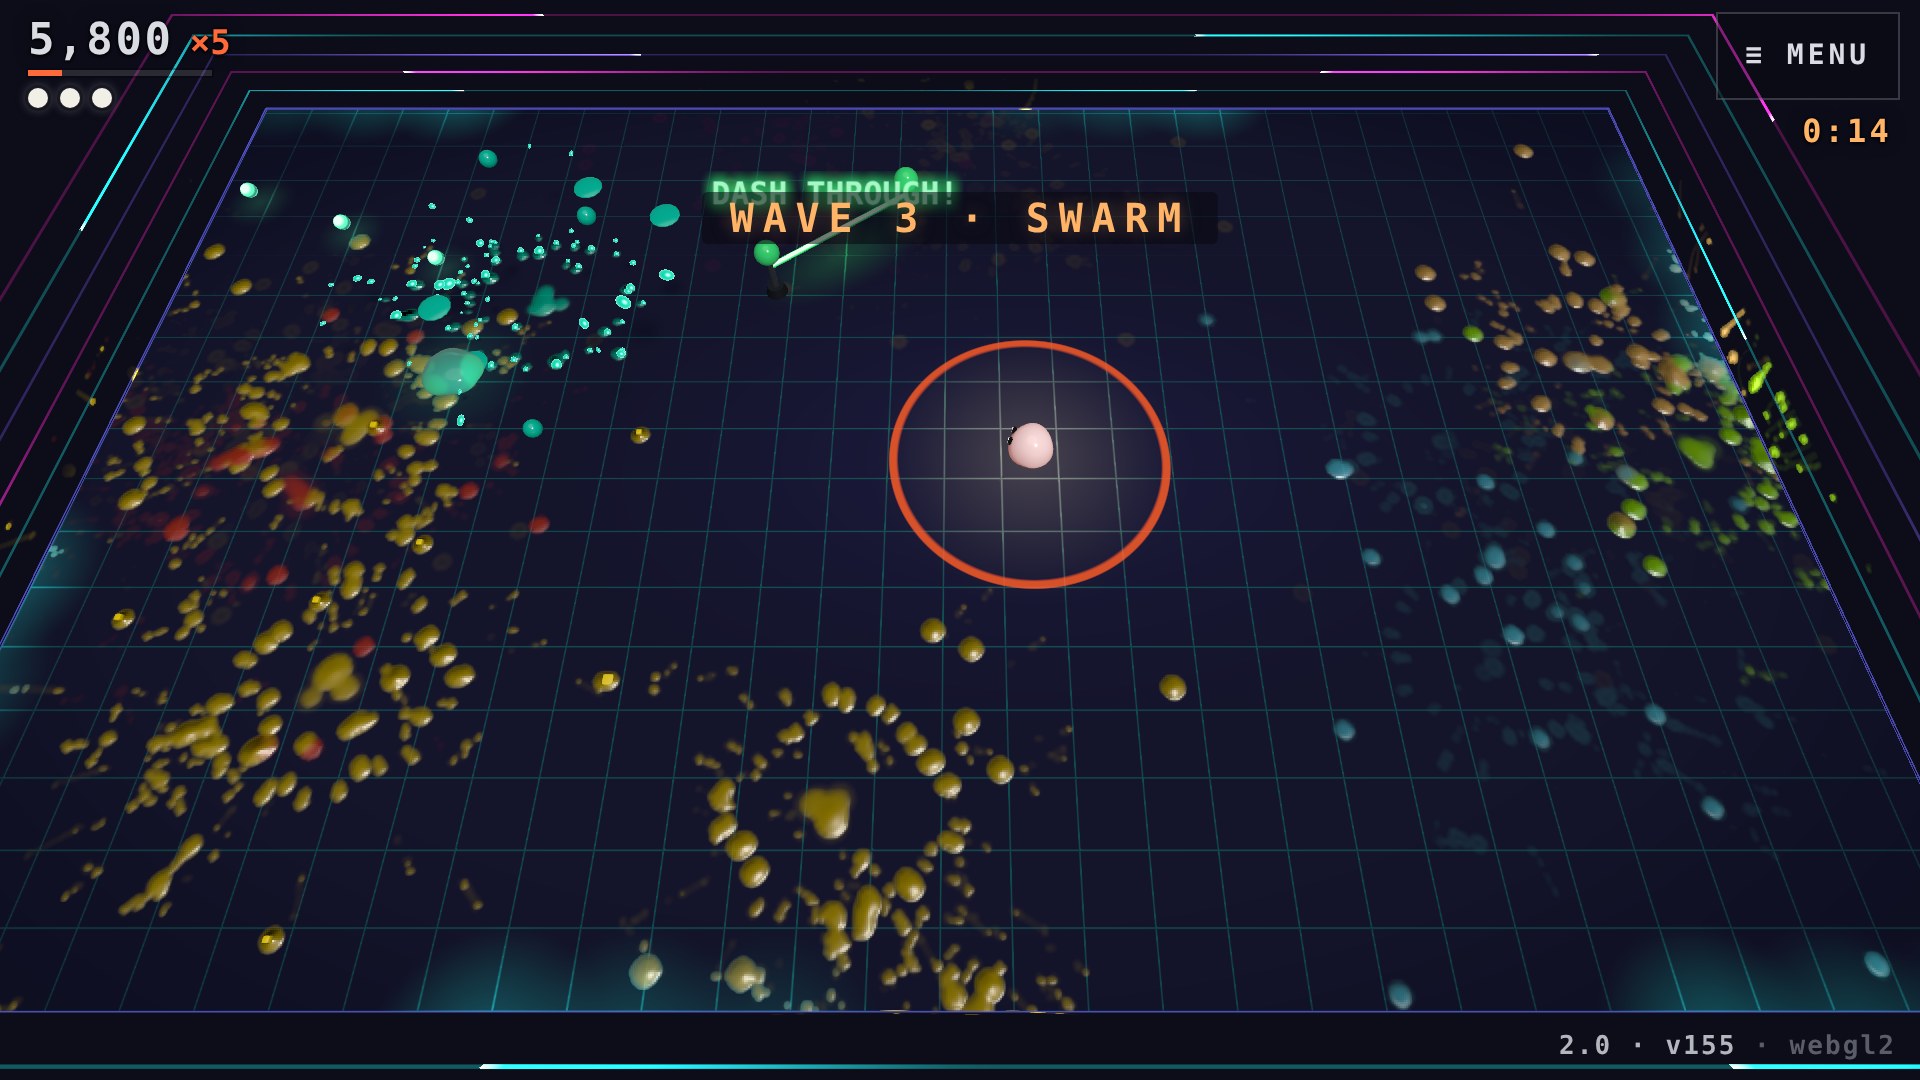 5,800 ×5
≡ MENU
0:14
DASH THROUGH!
WAVE 3 · SWARM
2.0 · v155 · webgl2